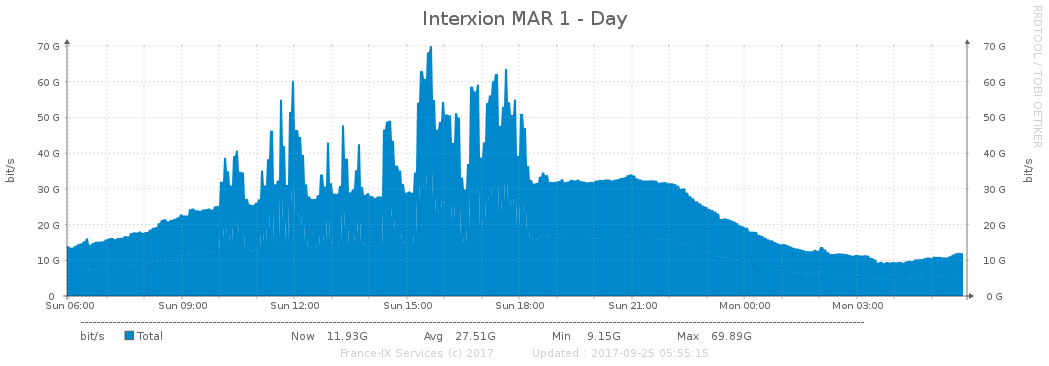 Interxion MAR 1 - Day
RRDTOOL / TOBI OETIKER
bit/s
70 G 70 G
60 G 60 G
50 G 50 G
40 G 40 G
30 G 30 G
20 G 20 G
10 G 10 G
0 0 G
bit/s
Sun 06:00 Sun 09:00 Sun 12:00 Sun 15:00 Sun 18:00 Sun 21:00 Mon 00:00 Mon 03:00
bit/s Total Now 11.93G Avg 27.51G Min 9.15G Max 69.89G
France-IX Services (c) 2017 Updated : 2017-09-25 05:55:15